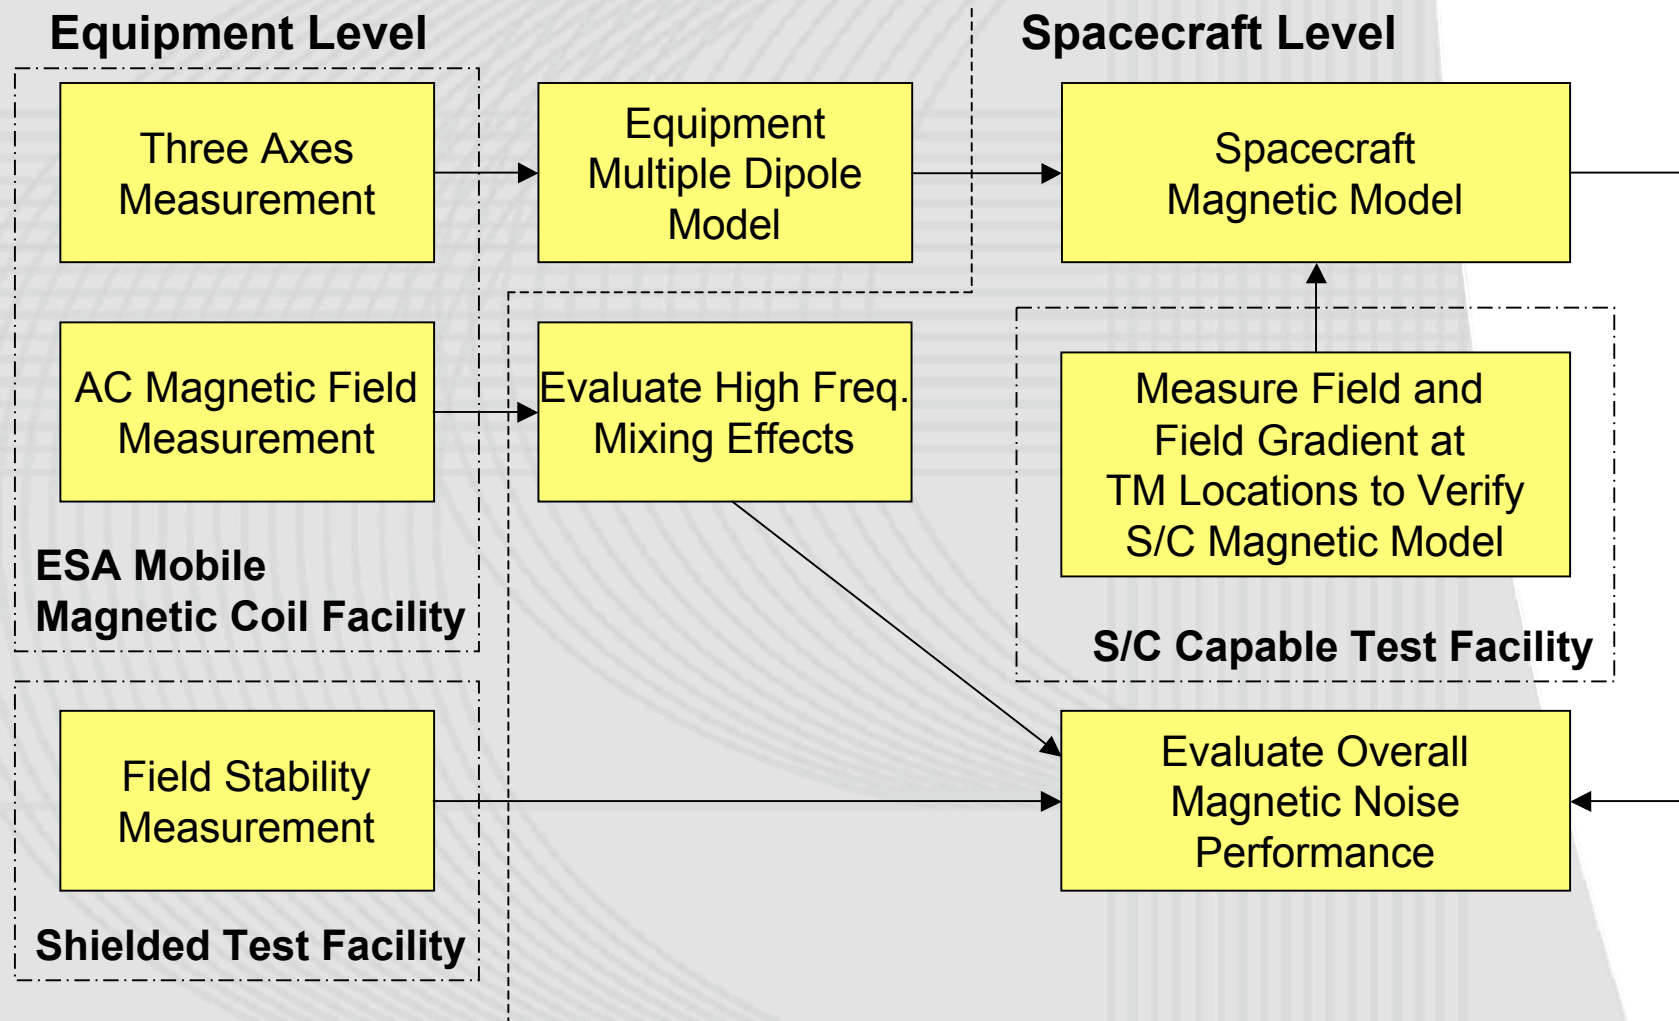 Equipment Level
Spacecraft Level
Three Axes
Measurement
Equipment
Multiple Dipole
Model
Spacecraft
Magnetic Model
AC Magnetic Field
Measurement
Evaluate High Freq.
Mixing Effects
Measure Field and
Field Gradient at
TM Locations to Verify
S/C Magnetic Model
ESA Mobile
Magnetic Coil Facility
S/C Capable Test Facility
Field Stability
Measurement
Evaluate Overall
Magnetic Noise
Performance
Shielded Test Facility